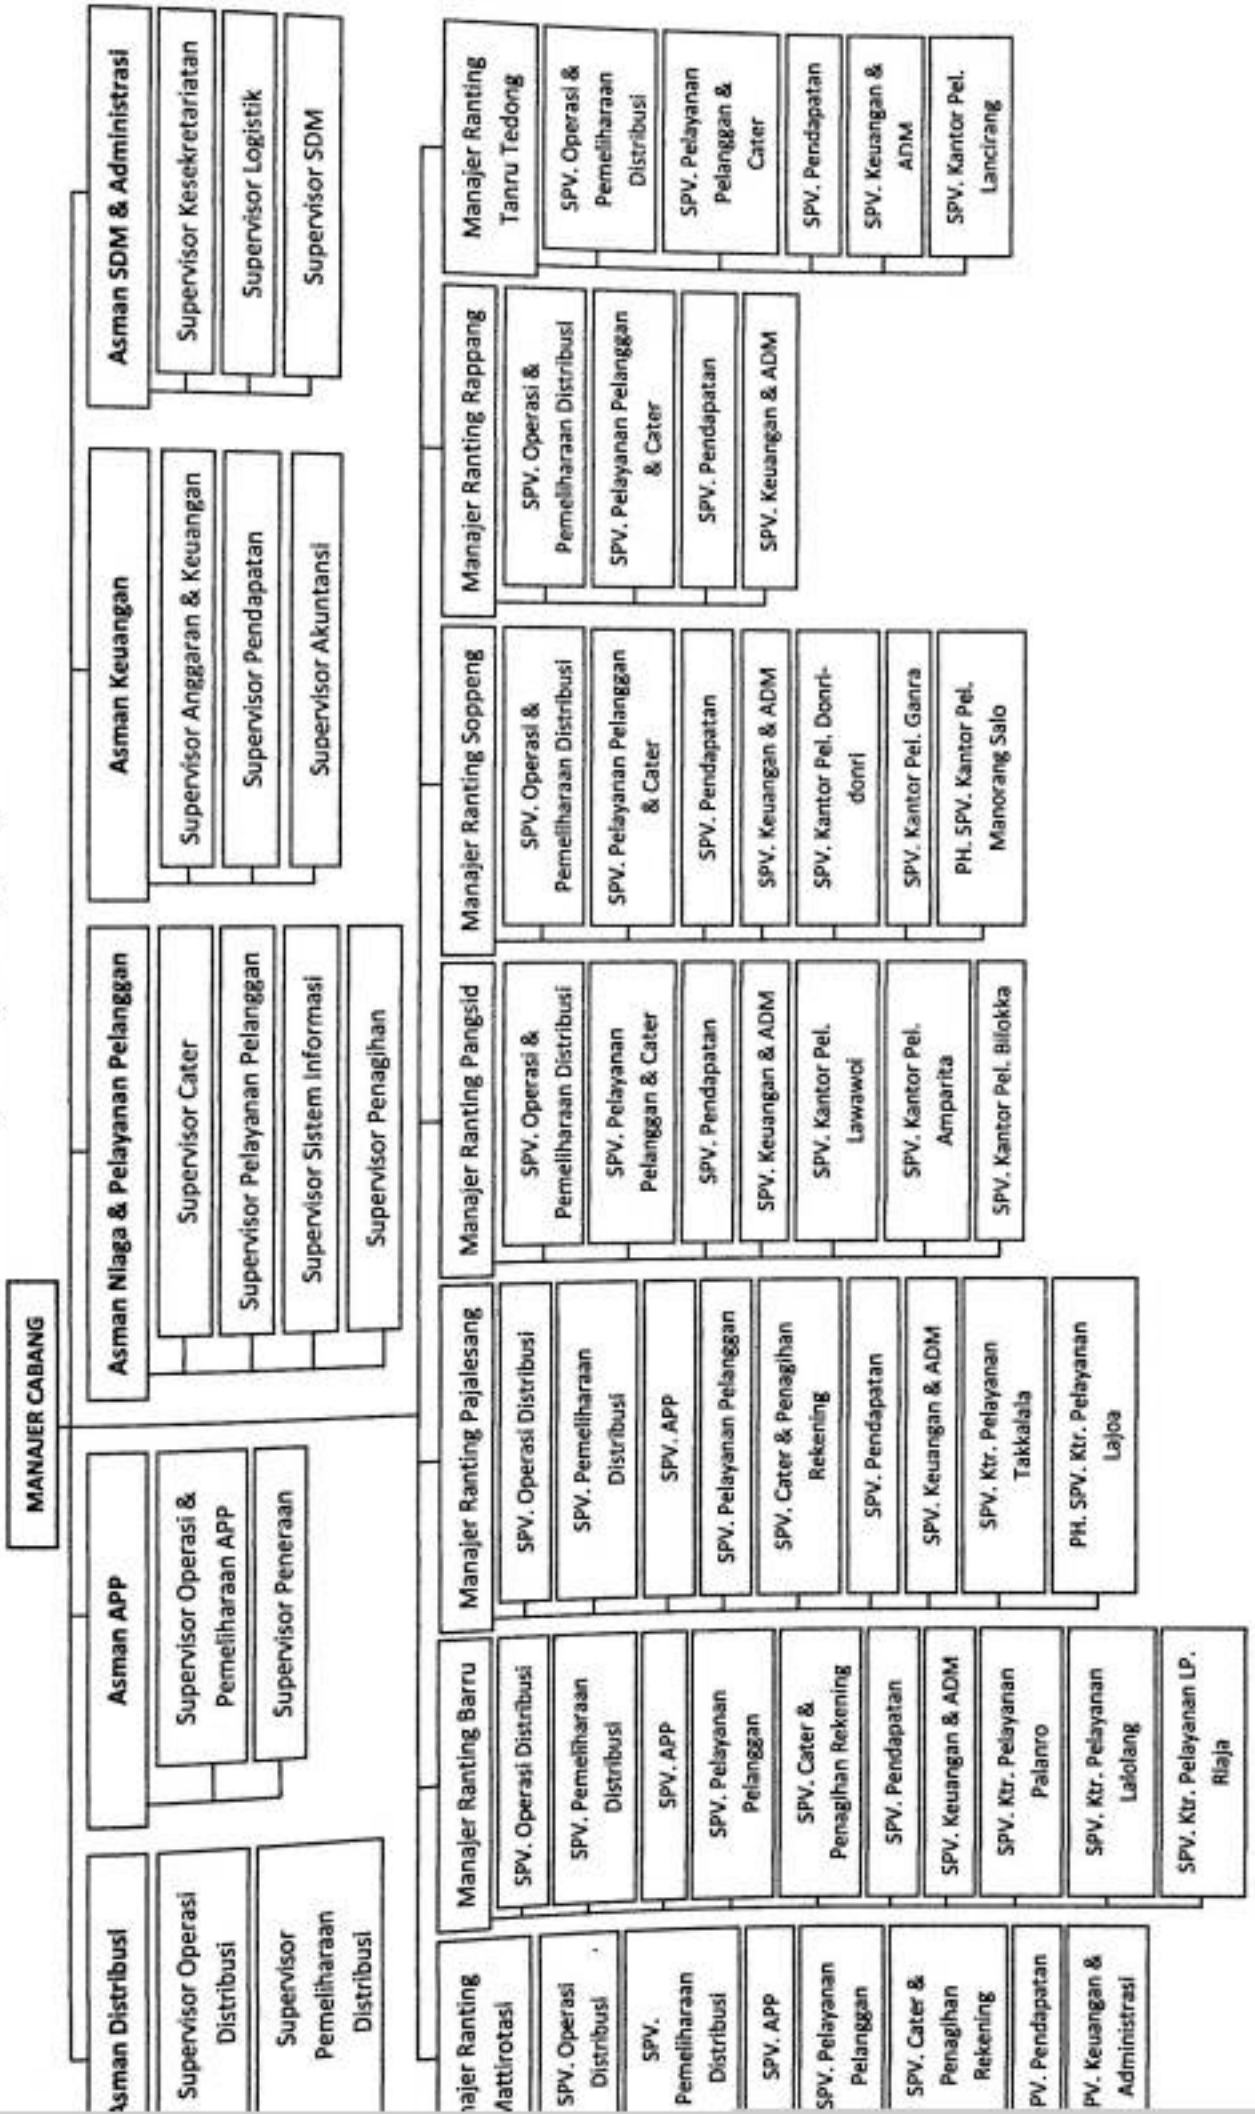 MANAJER CABANG
Asman Distribusi
Supervisor Operasi
Distribusi
Supervisor
Pemeliharaan
Distribusi
Asman APP
Supervisor Operasi &
Pemeliharaan APP
Supervisor Peneraan
Asman Niaga & Pelayanan Pelanggan
Supervisor Cater
Supervisor Pelayanan Pelanggan
Supervisor Sistem Informasi
Supervisor Penagihan
Asman Keuangan
Supervisor Anggaran & Keuangan
Supervisor Pendapatan
Supervisor Akuntansi
Asman SDM & Administrasi
Supervisor Kesekretariatan
Supervisor Logistik
Supervisor SDM
najer Ranting
Mattirotasi
SPV. Operasi
Distribusi
SPV.
Pemeliharaan
Distribusi
SPV. APP
SPV. Pelayanan
Pelanggan
SPV. Cater &
Penagihan
Rekening
PV. Pendapatan
PV. Keuangan &
Administrasi
Manajer Ranting Barru
SPV. Operasi Distribusi
SPV. Pemeliharaan
Distribusi
SPV. APP
SPV. Pelayanan
Pelanggan
SPV. Cater &
Penagihan Rekening
SPV. Pendapatan
SPV. Keuangan & ADM
SPV. Ktr. Pelayanan
Palanro
SPV. Ktr. Pelayanan
Lalolang
SPV. Ktr. Pelayanan LP.
Riaja
Manajer Ranting Pajalesang
SPV. Operasi Distribusi
SPV. Pemeliharaan
Distribusi
SPV. APP
SPV. Pelayanan Pelanggan
SPV. Cater & Penagihan
Rekening
SPV. Pendapatan
SPV. Keuangan & ADM
SPV. Ktr. Pelayanan
Takkalala
PH. SPV. Ktr. Pelayanan
Lajoa
Manajer Ranting Pangsid
SPV. Operasi &
Pemeliharaan Distribusi
SPV. Pelayanan
Pelanggan & Cater
SPV. Pendapatan
SPV. Keuangan & ADM
SPV. Kantor Pel.
Lawawoi
SPV. Kantor Pel.
Amparita
SPV. Kantor Pel. Bilokka
Manajer Ranting Soppeng
SPV. Operasi &
Pemeliharaan Distribusi
SPV. Pelayanan Pelanggan
& Cater
SPV. Pendapatan
SPV. Keuangan & ADM
SPV. Kantor Pel. Donri-
donri
SPV. Kantor Pel. Ganra
PH. SPV. Kantor Pel.
Manorang Salo
Manajer Ranting Rappang
SPV. Operasi &
Pemeliharaan Distribusi
SPV. Pelayanan Pelanggan
& Cater
SPV. Pendapatan
SPV. Keuangan & ADM
Manajer Ranting
Tanru Tedong
SPV. Operasi &
Pemeliharaan
Distribusi
SPV. Pelayanan
Pelanggan &
Cater
SPV. Pendapatan
SPV. Keuangan &
ADM
SPV. Kantor Pel.
Lancirang